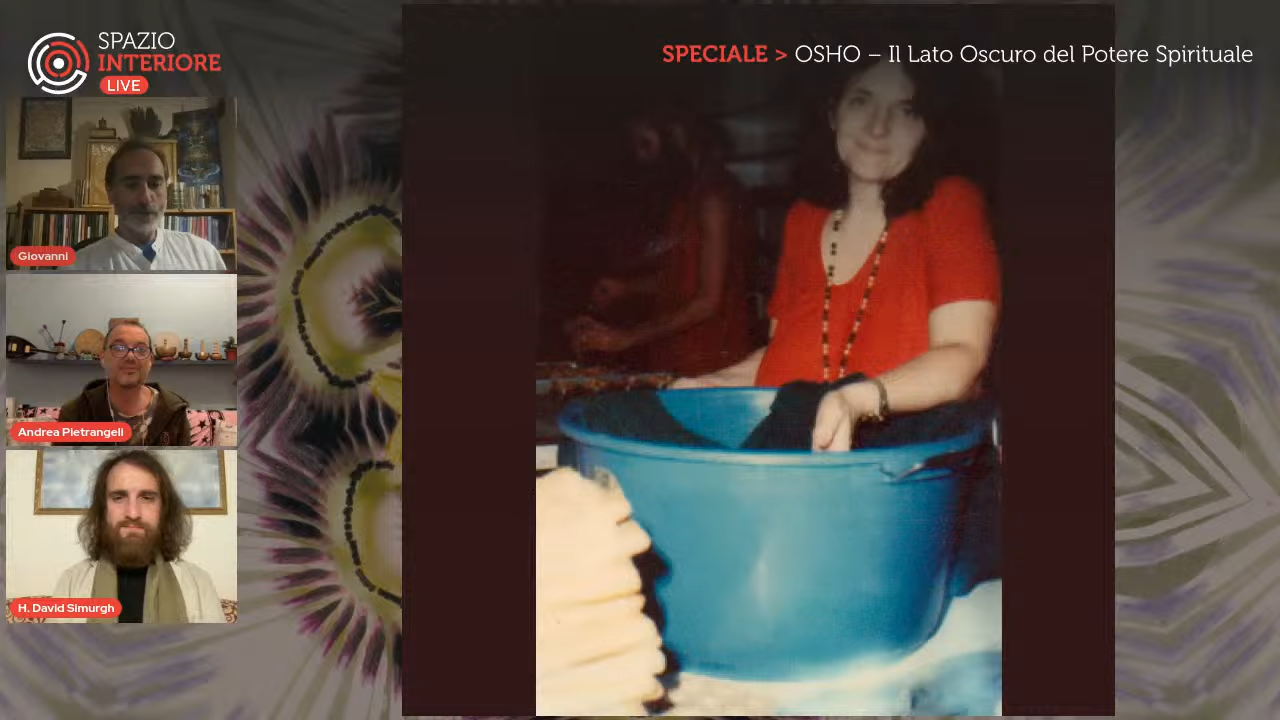 SPAZIO
INTERIORE
LIVE
SPECIALE > OSHO – Il Lato Oscuro del Potere Spirituale
Giovanni
Andrea Pietrangeli
H. David Simurgh